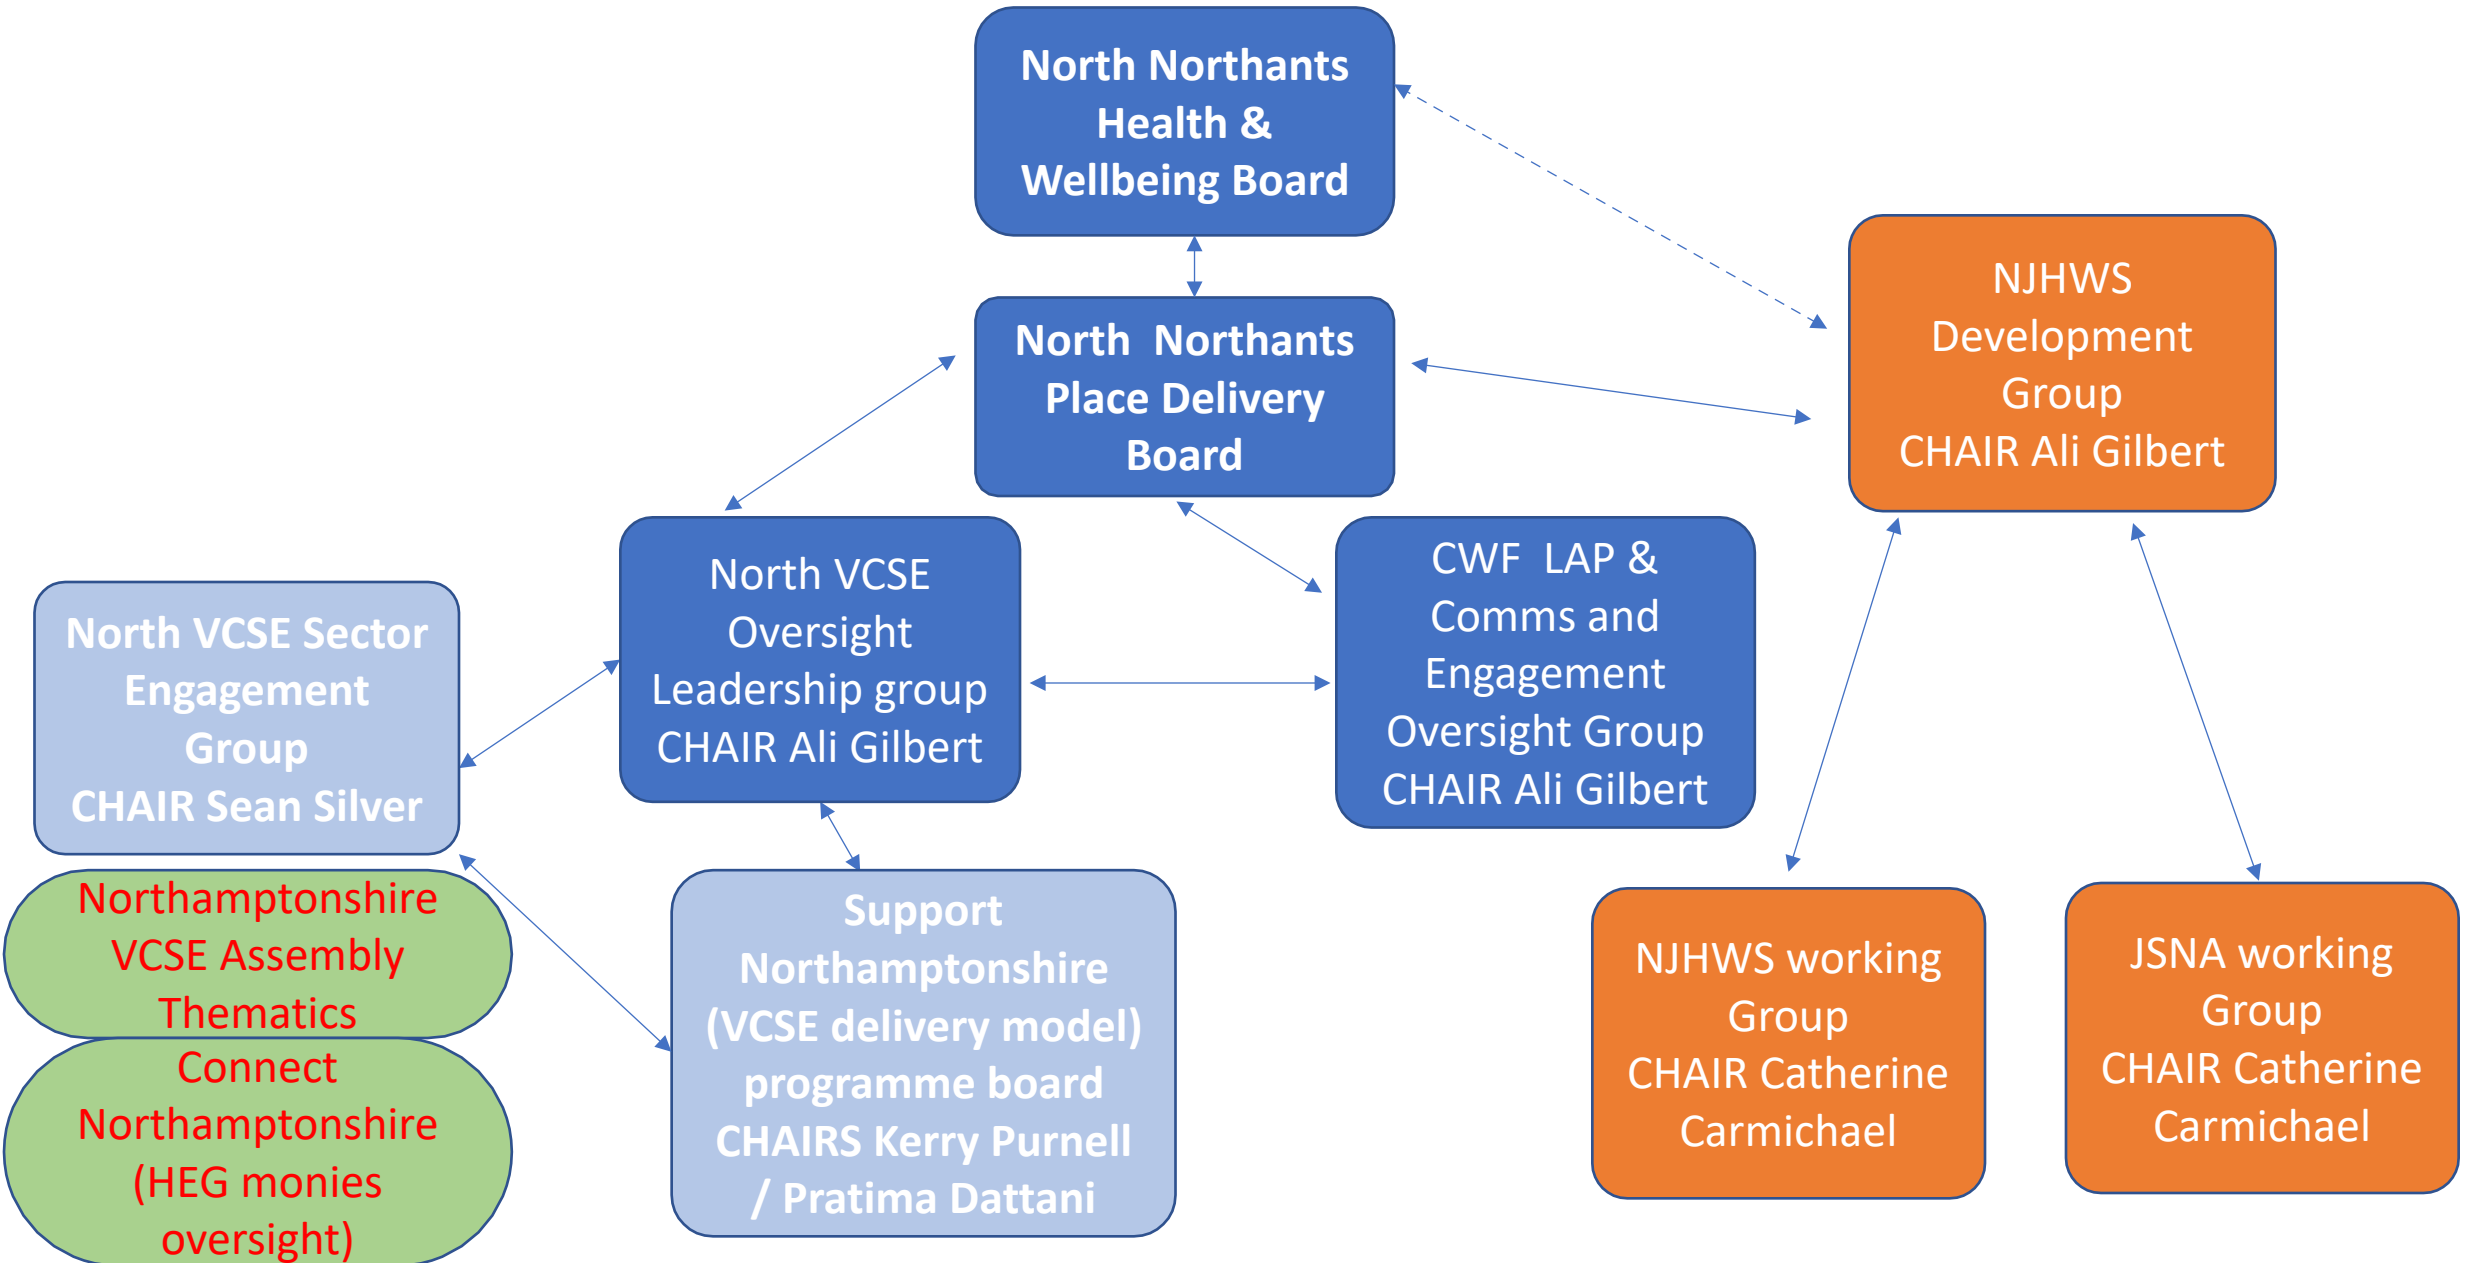 North Northants
Health &
Wellbeing Board
North  Northants
Place Delivery
Board
NJHWS
Development
Group
CHAIR Ali Gilbert
North VCSE
Oversight
Leadership group
CHAIR Ali Gilbert
CWF  LAP &
Comms and
Engagement
Oversight Group
CHAIR Ali Gilbert
North VCSE Sector
Engagement
Group
CHAIR Sean Silver
Northamptonshire
VCSE Assembly
Thematics
Connect
Northamptonshire
(HEG monies
oversight)
Support
Northamptonshire
(VCSE delivery model)
programme board
CHAIRS Kerry Purnell
/ Pratima Dattani
NJHWS working
Group
CHAIR Catherine
Carmichael
JSNA working
Group
CHAIR Catherine
Carmichael